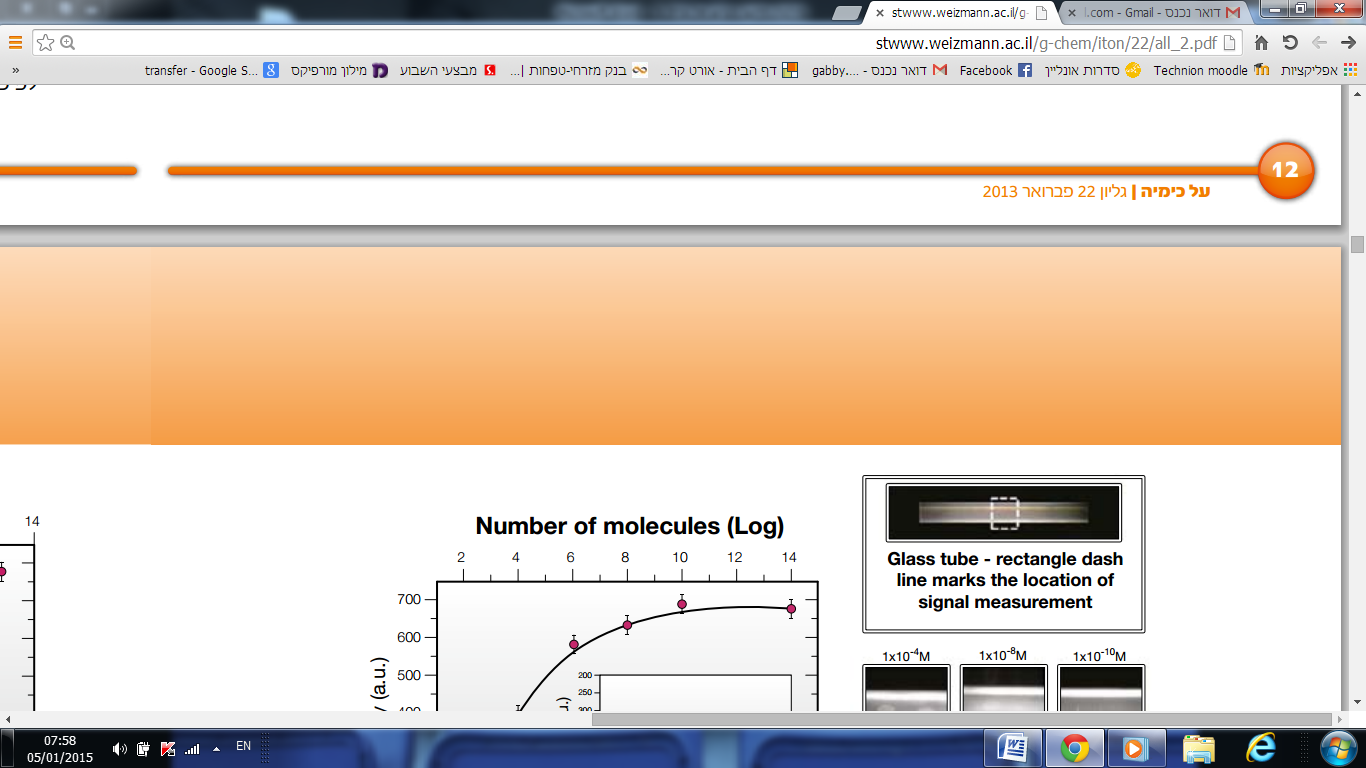 stwww.weizmann.ac.il/g-
דואר נכנס - l.com - Gmail
stwww.weizmann.ac.il/g-chem/iton/22/all_2.pdf
אפליקציות
Technion moodle
סדרות אונליין
Facebook
דואר נכנס - gabby....
דף הבית - אורט קר...
בנק מזרחי-טפחות |...
מבצעי השבוע
מילון מורפיקס
transfer - Google S...
»
12
על כימיה | גליון 22 פברואר 2013
14
Number of molecules (Log)
2 4 6 8 10 12 14
700
600
500
400
(a.u.)
200
250
300
Glass tube - rectangle dash
line marks the location of
signal measurement
1x10⁻⁴M
1x10⁻⁸M
1x10⁻¹⁰M
07:58
05/01/2015
EN